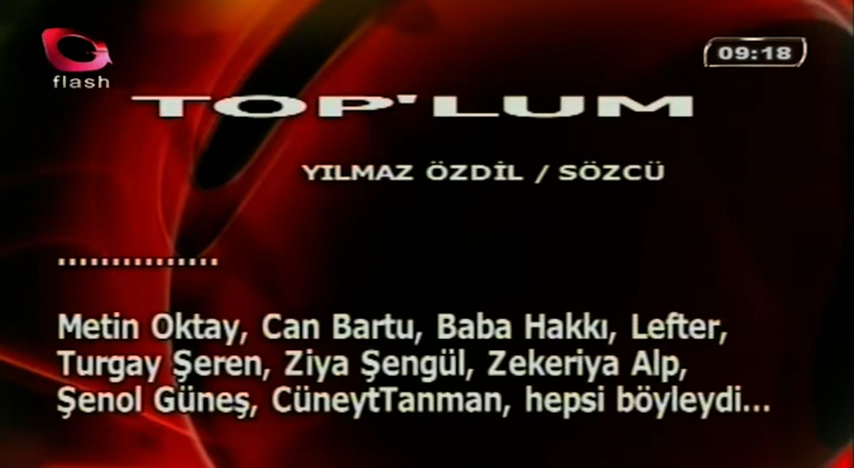 flash
09:18
TOP'LUM
YILMAZ ÖZDİL / SÖZCÜ
...............
Metin Oktay, Can Bartu, Baba Hakkı, Lefter,
Turgay Şeren, Ziya Şengül, Zekeriya Alp,
Şenol Güneş, CüneytTanman, hepsi böyleydi...